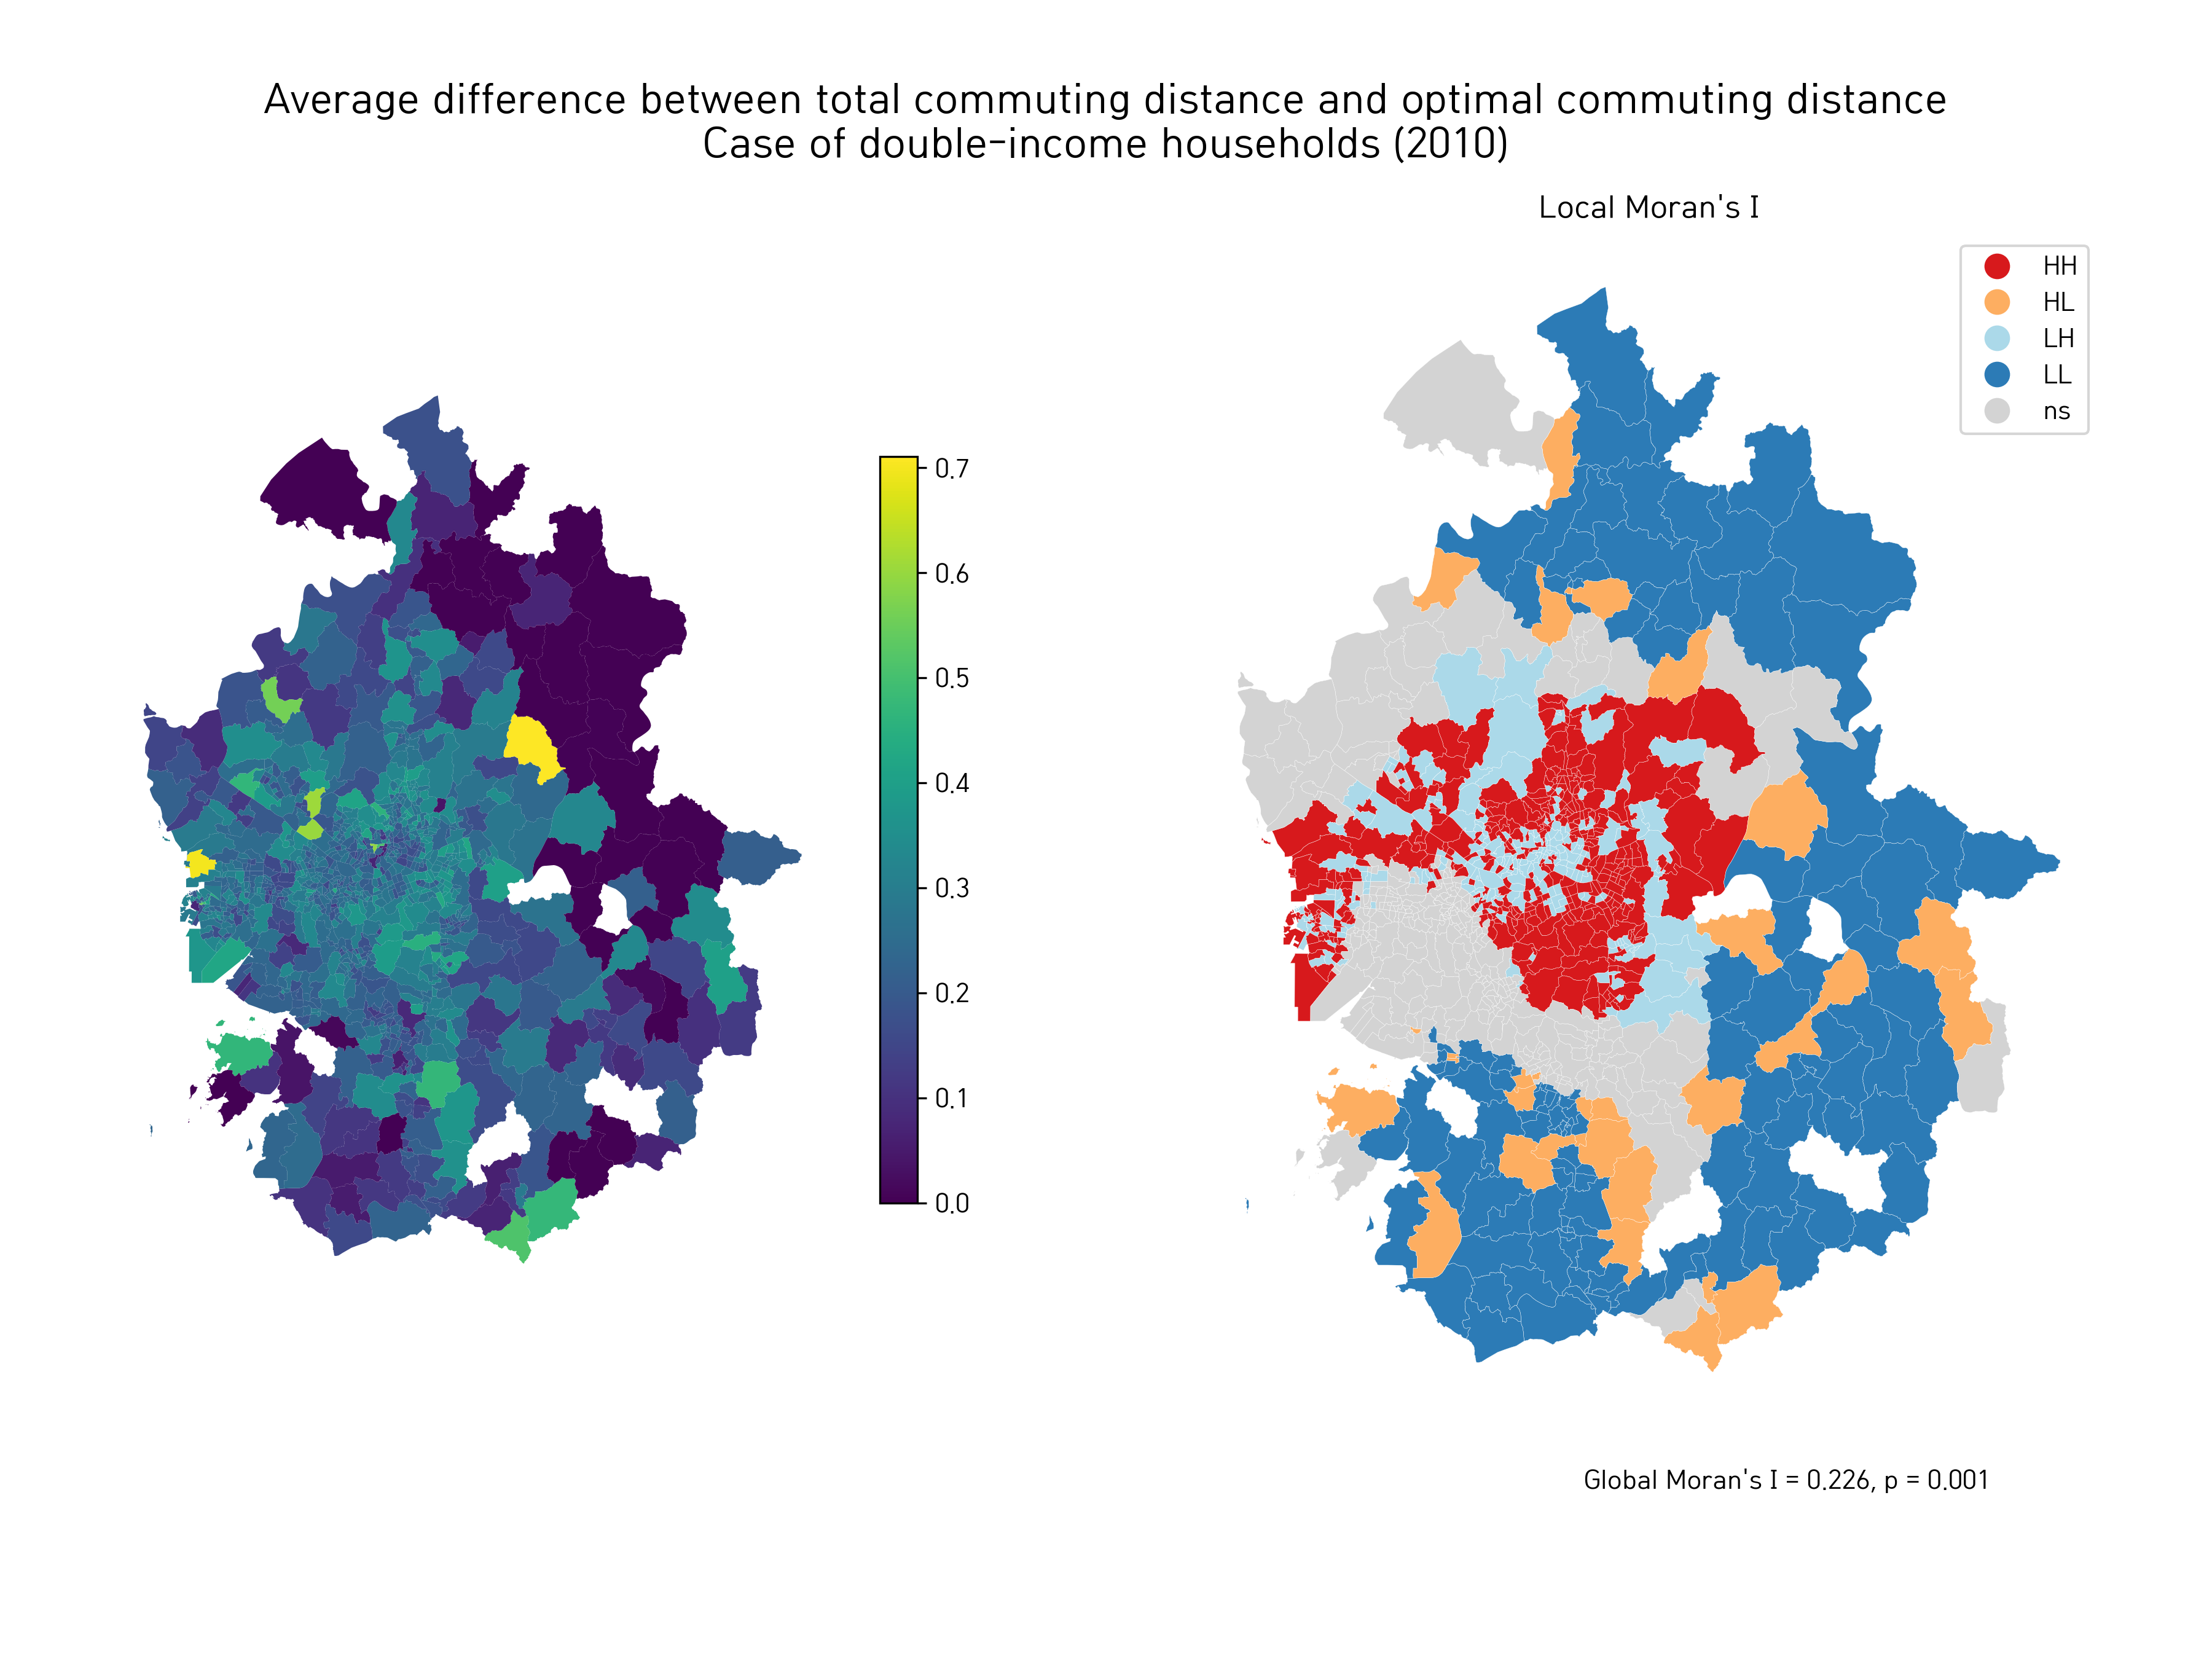 Average difference between total commuting distance and optimal commuting distance
Case of double-income households (2010)
Local Moran's I
HH
HL
LH
LL
ns
0.7
0.6
0.5
0.4
0.3
0.2
0.1
0.0
Global Moran's I = 0.226, p = 0.001